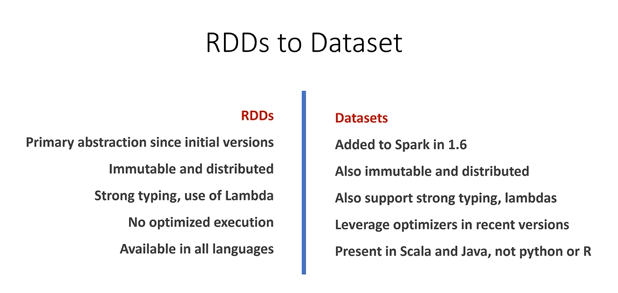 RDDs to Dataset
RDDs
Primary abstraction since initial versions
Immutable and distributed
Strong typing, use of Lambda
No optimized execution
Available in all languages
Datasets
Added to Spark in 1.6
Also immutable and distributed
Also support strong typing, lambdas
Leverage optimizers in recent versions
Present in Scala and Java, not python or R